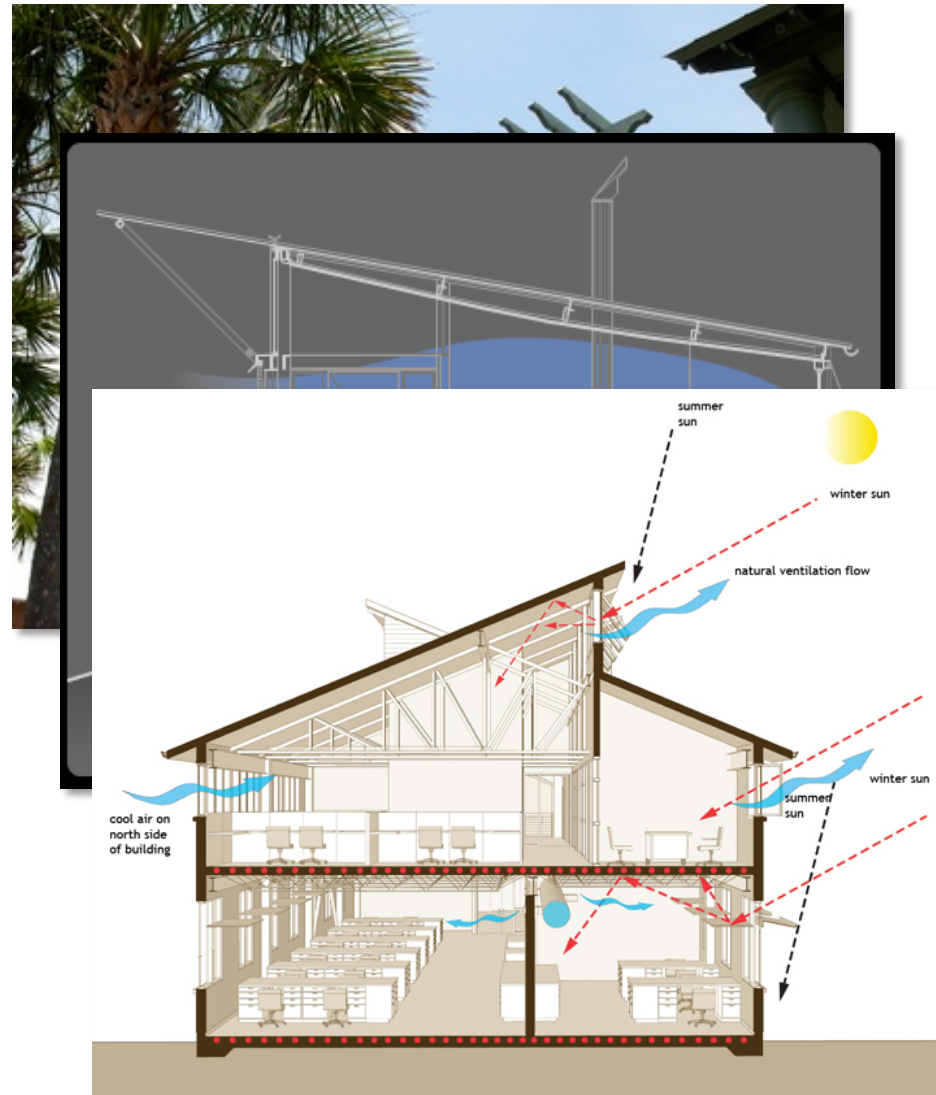 summer
sun
winter sun
natural ventilation flow
winter sun
summer
sun
cool air on
north side
of building